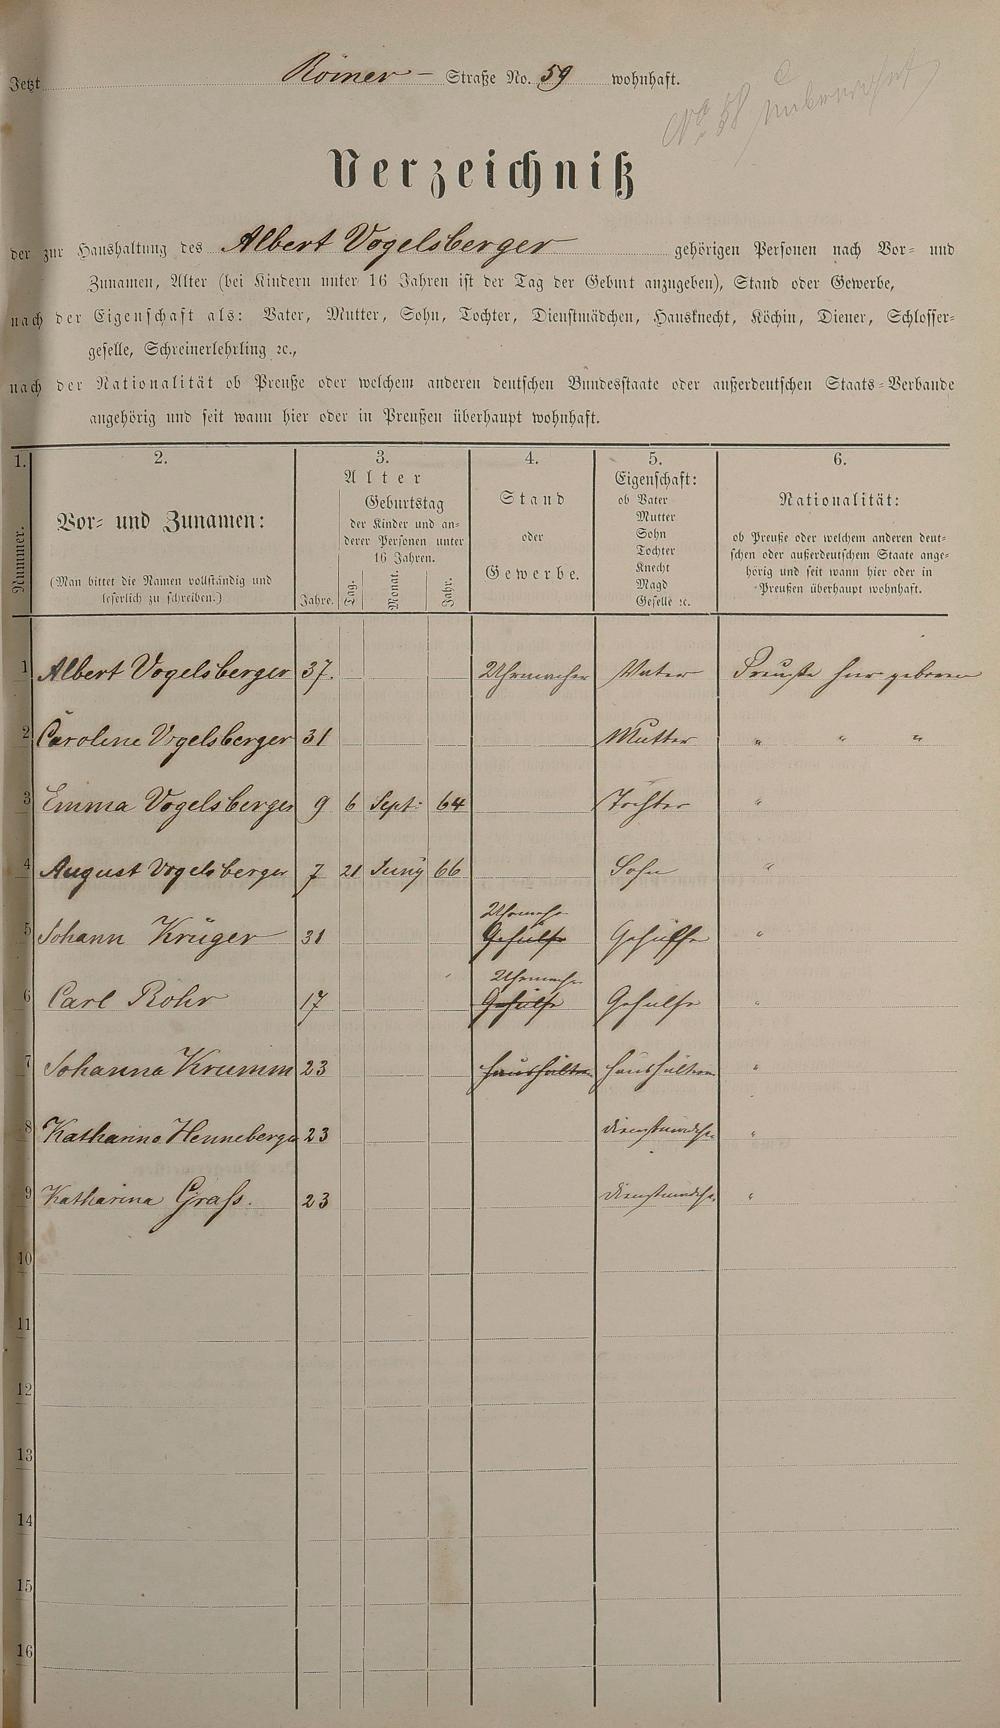 Jetzt Römer- Straße No. 59 wohnhaft.
No 58 unbewohnt
Verzeichniß
der zur Haushaltung des Albert Vogelsberger gehörigen Personen nach Vor- und
Zunamen, Alter (bei Kindern unter 16 Jahren ist der Tag der Geburt anzugeben), Stand oder Gewerbe,
nach der Eigenschaft als: Vater, Mutter, Sohn, Tochter, Dienstmädchen, Hausknecht, Köchin, Diener, Schlosser-
geselle, Schreinerlehrling ꝛc.,
nach der Nationalität ob Preuße oder welchem anderen deutschen Bundesstaate oder außerdeutschen Staats-Verbande
angehörig und seit wann hier oder in Preußen überhaupt wohnhaft.
1. 2. 3. 4. 5. 6.
Nummer.
Vor- und Zunamen:
(Man bittet die Namen vollständig und
leserlich zu schreiben.)
Alter
Geburtstag
der Kinder und an-
derer Personen unter
16 Jahren.
Jahre. Tag. Monat. Jahr.
Stand
oder
Gewerbe.
Eigenschaft:
ob Vater
Mutter
Sohn
Tochter
Knecht
Magd
Geselle ꝛc.
Nationalität:
ob Preuße oder welchem anderen deut-
schen oder außerdeutschem Staate ange-
hörig und seit wann hier oder in
Preußen überhaupt wohnhaft.
1 Albert Vogelsberger 37. Uhrmacher Vater Preuße hier geboren
2 Caroline Vogelsberger 31 Mutter " " "
3 Emma Vogelsberger 9 6 Sept: 64 Tochter "
4 August Vogelsberger 7 21 Juny 66 Sohn "
Uhrmacher
5 Johann Krüger 31 Gehülfe Gehülfe "
Uhrmacher
6 Carl Rohr 17 Gehülfe Gehülfe "
7 Johanna Krumm 23 Haushälterin Haushälterin "
8 Katharina Henneberger 23 Dienstmädchen "
9 Katharina Graſs. 23 Dienstmädchen "
10
11
12
13
14
15
16